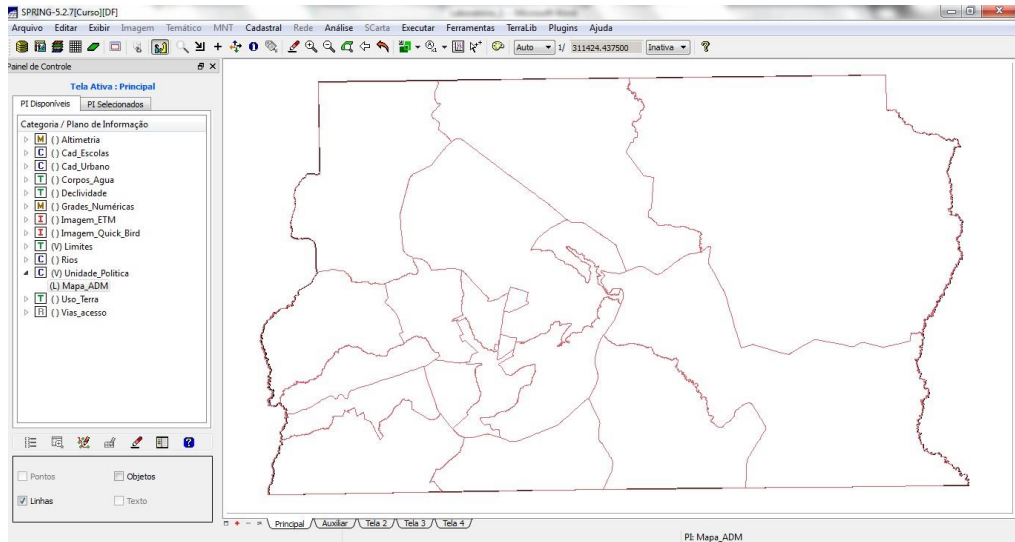 SPRING-5.2.7[Curso][DF]
Arquivo Editar Exibir Imagem Temático MNT Cadastral Rede Análise SCarta Executar Ferramentas TerraLib Plugins Ajuda
Auto 1/ 311424.437500 Inativa
Painel de Controle
Tela Ativa : Principal
PI Disponíveis PI Selecionados
Categoria / Plano de Informação
M ( ) Altimetria
C ( ) Cad_Escolas
C ( ) Cad_Urbano
T ( ) Corpos_Agua
T ( ) Declividade
M ( ) Grades_Numéricas
I ( ) Imagem_ETM
I ( ) Imagem_Quick_Bird
T (V) Limites
C ( ) Rios
C (V) Unidade_Politica
(L) Mapa_ADM
T ( ) Uso_Terra
R ( ) Vias_acesso
Pontos Objetos
Linhas Texto
Principal Auxiliar Tela 2 Tela 3 Tela 4
PI: Mapa_ADM